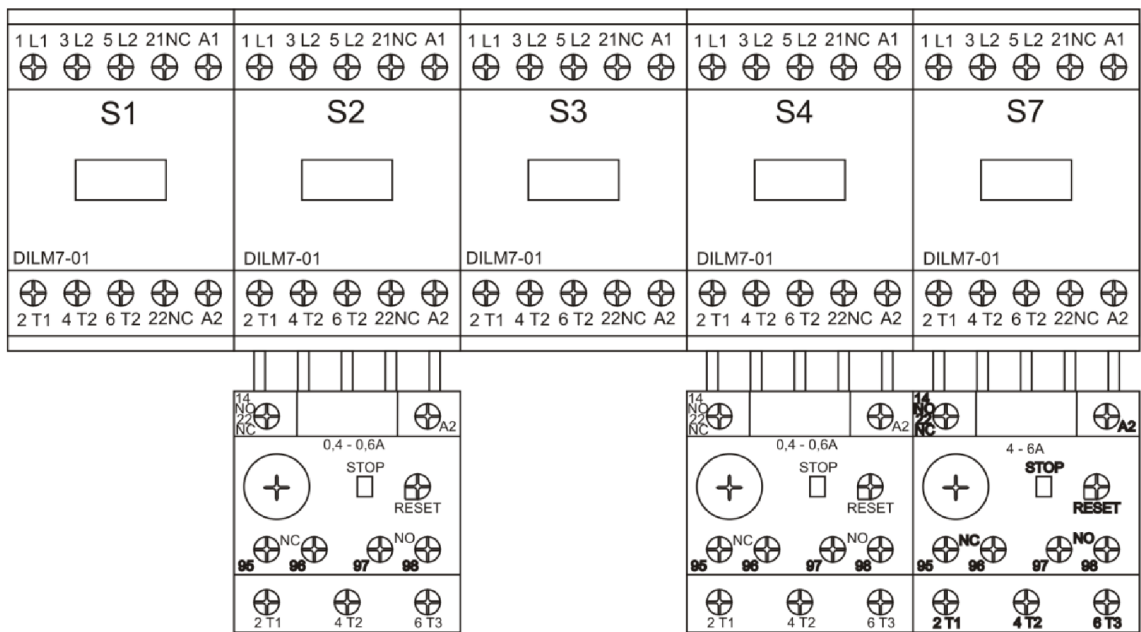 1 L1 3 L2 5 L2 21NC A1 1 L1 3 L2 5 L2 21NC A1 1 L1 3 L2 5 L2 21NC A1 1 L1 3 L2 5 L2 21NC A1 1 L1 3 L2 5 L2 21NC A1
S1 S2 S3 S4 S7
DILM7-01 DILM7-01 DILM7-01 DILM7-01 DILM7-01
2 T1 4 T2 6 T2 22NC A2 2 T1 4 T2 6 T2 22NC A2 2 T1 4 T2 6 T2 22NC A2 2 T1 4 T2 6 T2 22NC A2 2 T1 4 T2 6 T2 22NC A2
14 14 14
NO NO NO
22 A2 22 A2 22 A2
NC NC NC
0,4 - 0,6A 0,4 - 0,6A 4 - 6A
STOP STOP STOP
RESET RESET RESET
NC NO NC NO NC NO
95 96 97 98 95 96 97 98 95 96 97 98
2 T1 4 T2 6 T3 2 T1 4 T2 6 T3 2 T1 4 T2 6 T3